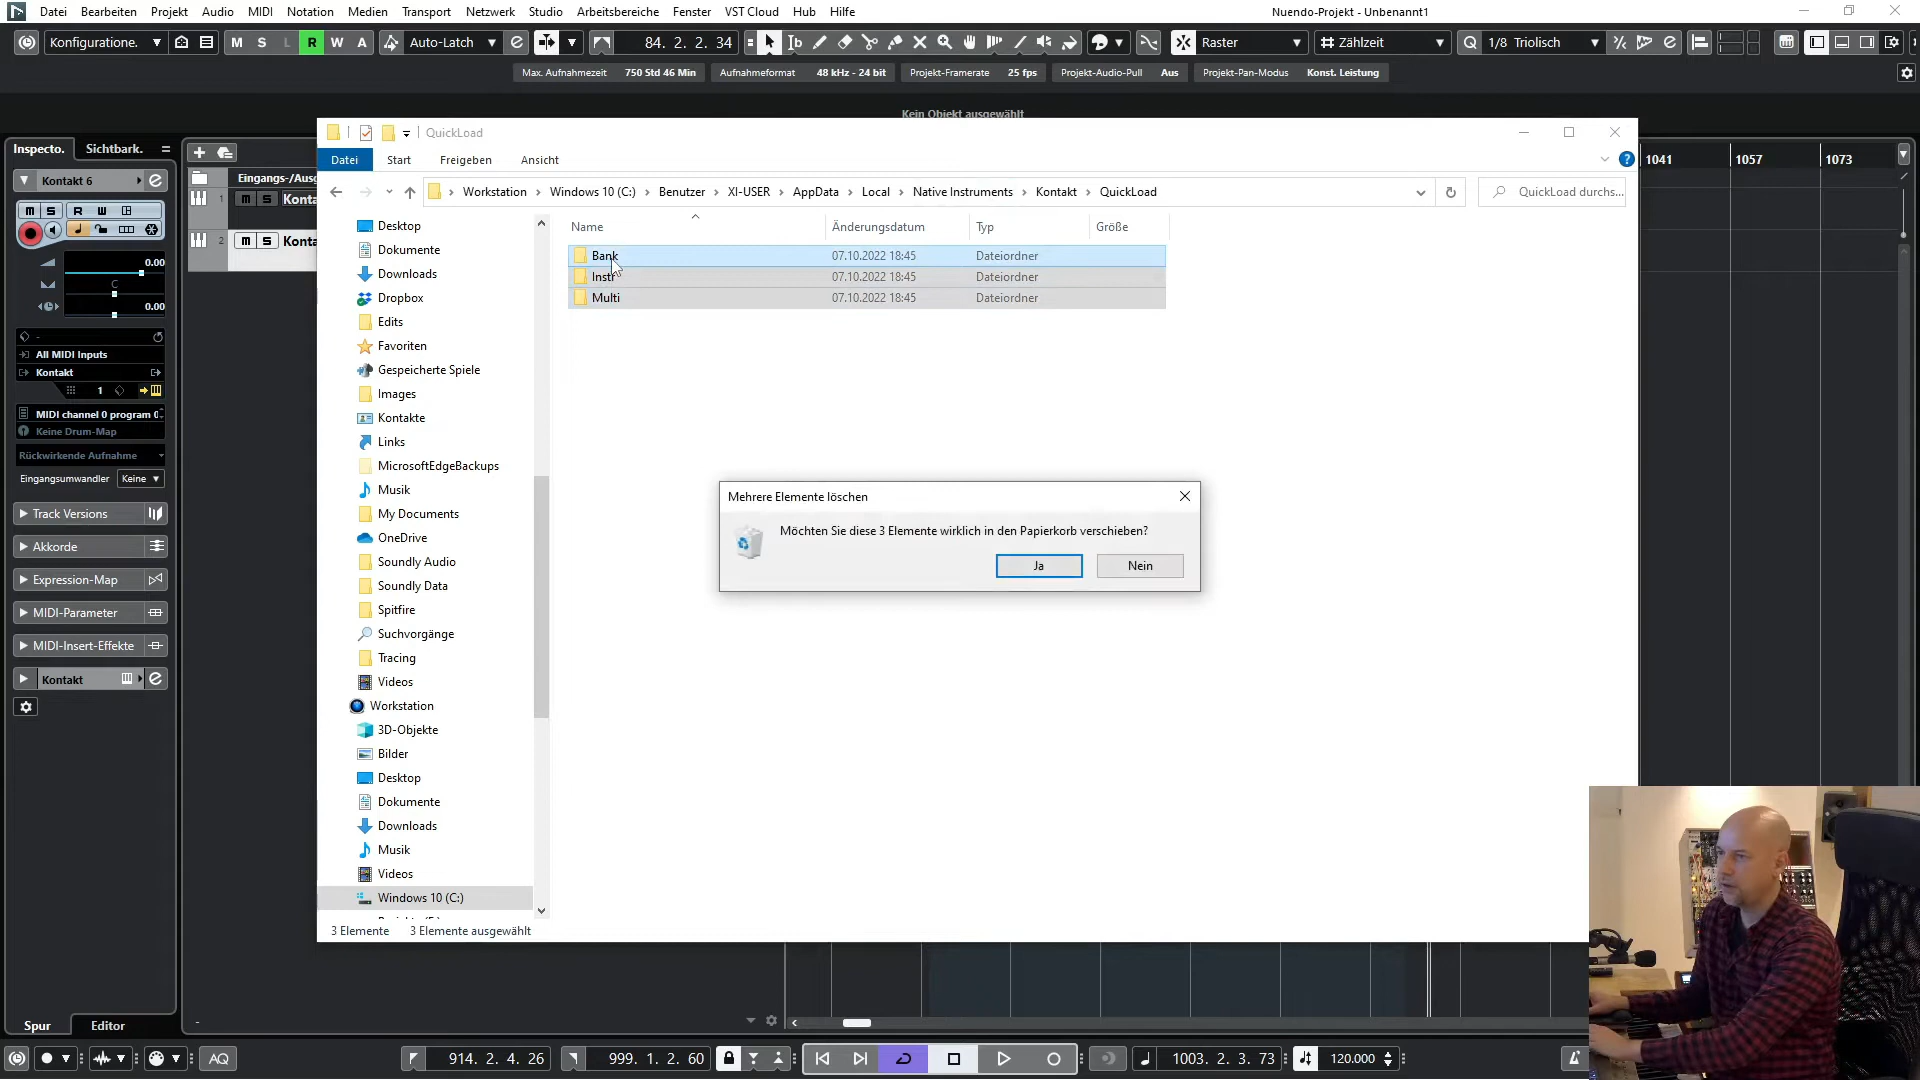 Datei Bearbeiten Projekt Audio MIDI Notation Medien Transport Netzwerk Studio Arbeitsbereiche Fenster VST Cloud Hub Hilfe
Nuendo-Projekt - Unbenannt1
Konfiguratione. M S L R W A Auto-Latch 84. 2. 2. 34 Raster Zählzeit 1/8 Triolisch
Max. Aufnahmezeit 750 Std 46 Min Aufnahmeformat 48 kHz - 24 bit Projekt-Framerate 25 fps Projekt-Audio-Pull Aus Projekt-Pan-Modus Konst. Leistung
Kein Objekt ausgewählt
Inspecto. Sichtbark.
Kontakt 6
M S R W
0.00
C
0.00
-
All MIDI Inputs
Kontakt
1
MIDI channel 0 program 0
Keine Drum-Map
Rückwirkende Aufnahme
Eingangsumwandler Keine
Track Versions
Akkorde
Expression-Map
MIDI-Parameter
MIDI-Insert-Effekte
Kontakt
Spur Editor
Eingangs-/Ausg
1 m S Konta
2 m S Konta
1041 1057 1073
QuickLoad
Datei Start Freigeben Ansicht
Workstation Windows 10 (C:) Benutzer XI-USER AppData Local Native Instruments Kontakt QuickLoad
QuickLoad durchs...
Name Änderungsdatum Typ Größe
Bank 07.10.2022 18:45 Dateiordner
Instr 07.10.2022 18:45 Dateiordner
Multi 07.10.2022 18:45 Dateiordner
Desktop
Dokumente
Downloads
Dropbox
Edits
Favoriten
Gespeicherte Spiele
Images
Kontakte
Links
MicrosoftEdgeBackups
Musik
My Documents
OneDrive
Soundly Audio
Soundly Data
Spitfire
Suchvorgänge
Tracing
Videos
Workstation
3D-Objekte
Bilder
Desktop
Dokumente
Downloads
Musik
Videos
Windows 10 (C:)
3 Elemente 3 Elemente ausgewählt
Mehrere Elemente löschen
Möchten Sie diese 3 Elemente wirklich in den Papierkorb verschieben?
Ja Nein
AQ 914. 2. 4. 26 999. 1. 2. 60 1003. 2. 3. 73 120.000